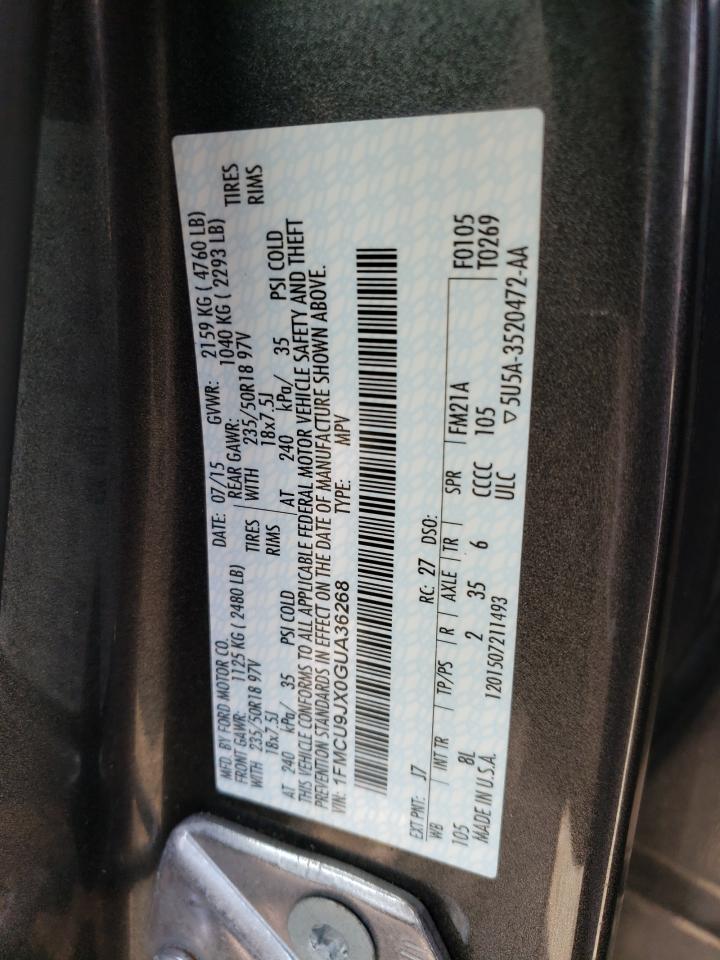 MFD. BY FORD MOTOR CO.
DATE: 07/15 GVWR: 2159 KG ( 4760 LB)
FRONT GAWR: 1125 KG ( 2480 LB) REAR GAWR: 1040 KG ( 2293 LB)
WITH 235/50R18 97V TIRES WITH 235/50R18 97V TIRES
18x7.5J RIMS 18x7.5J RIMS
AT 240 kPa/ 35 PSI COLD AT 240 kPa/ 35 PSI COLD
THIS VEHICLE CONFORMS TO ALL APPLICABLE FEDERAL MOTOR VEHICLE SAFETY AND THEFT
PREVENTION STANDARDS IN EFFECT ON THE DATE OF MANUFACTURE SHOWN ABOVE.
VIN: 1FMCU9JX0GUA36268 TYPE: MPV
EXT PNT: J7 RC: 27 DSO: F0105
WB INT TR TP/PS R AXLE TR SPR FM21A T0269
105 8L 2 35 6 CCCC 105
MADE IN U.S.A. 1201507211493 ULC ▽5U5A-3520472-AA